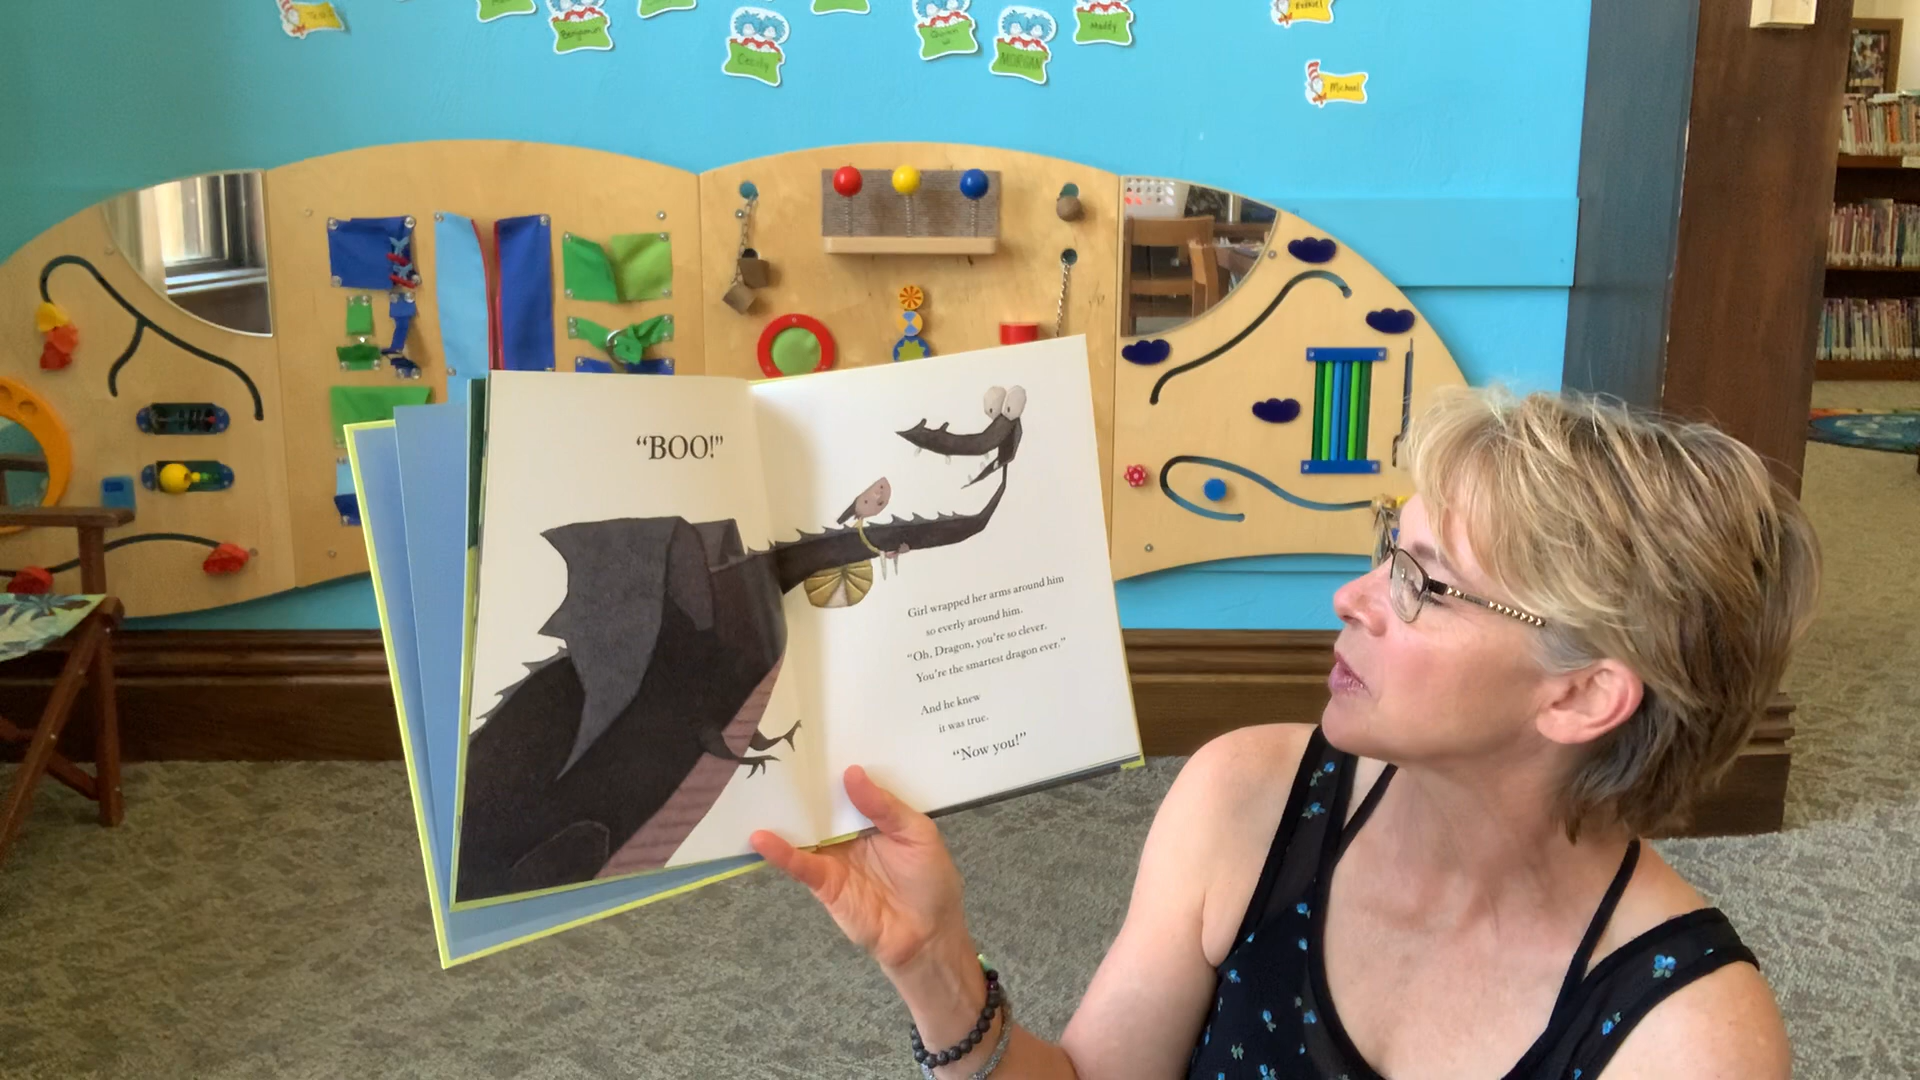 Benjamin
Cecily
MORGAN
Maddy
Michael
“BOO!”
Girl wrapped her arms around him
so everly around him.
“Oh, Dragon, you’re so clever.
You’re the smartest dragon ever.”
And he knew
it was true.
“Now you!”